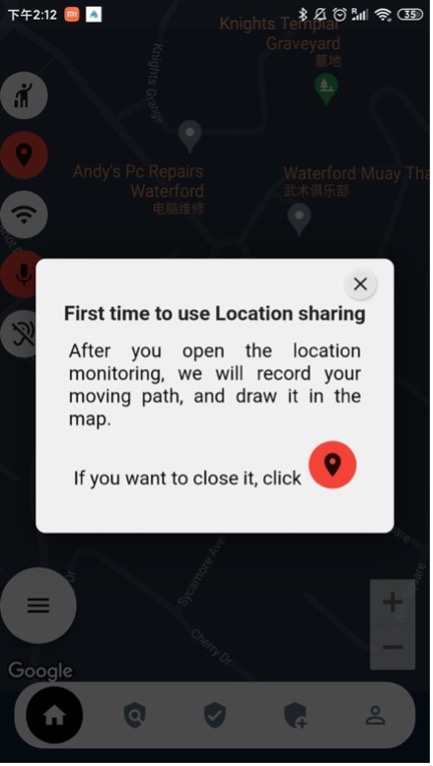 下午2:12
35
Knights Templar
Graveyard
墓地
Knights Grange
Andy's Pc Repairs
Waterford
电脑维修
Waterford Muay Tha
武术俱乐部
First time to use Location sharing
After you open the location
monitoring, we will record your
moving path, and draw it in the
map.
If you want to close it, click
Sycamore Ave
Cherry Dr
Google